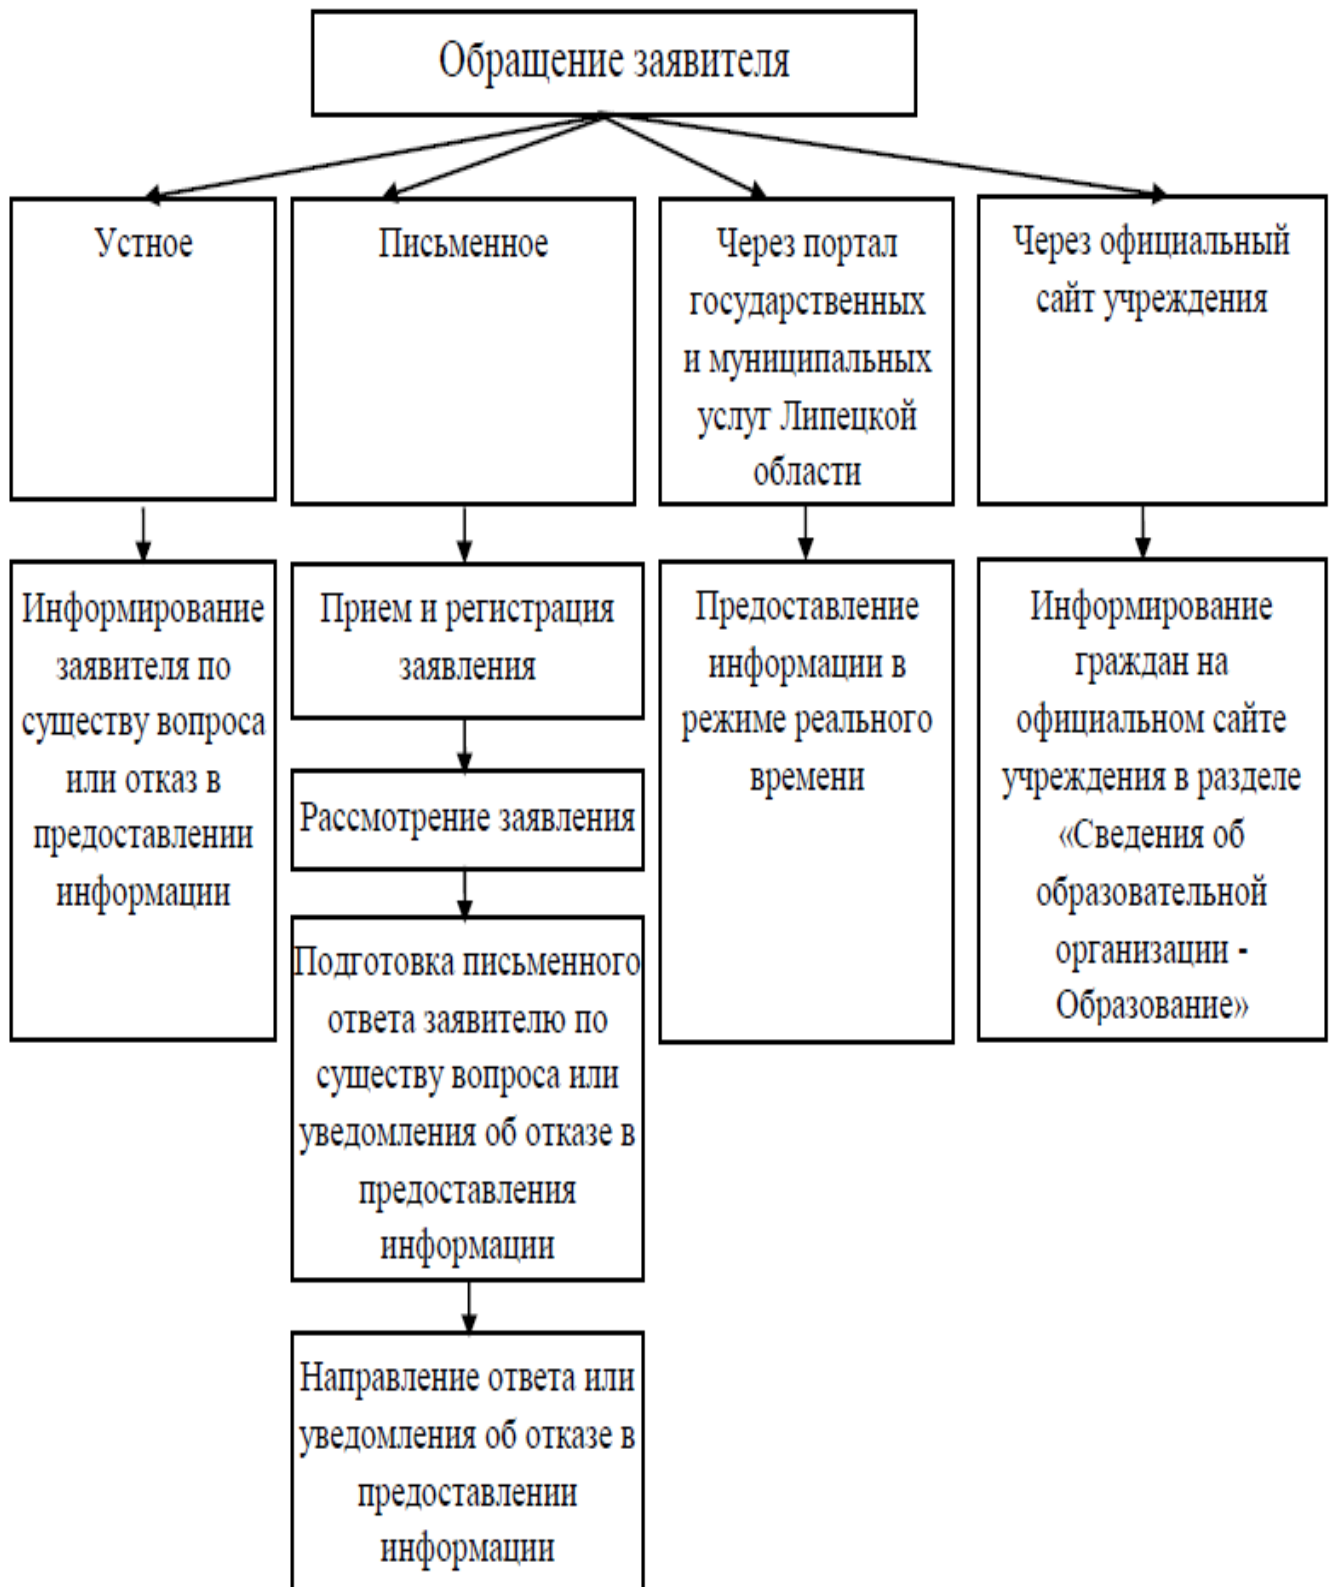 Обращение заявителя
Устное
Письменное
Через портал
государственных
и муниципальных
услуг Липецкой
области
Через официальный
сайт учреждения
Информирование
заявителя по
существу вопроса
или отказ в
предоставлении
информации
Прием и регистрация
заявления
Рассмотрение заявления
Подготовка письменного
ответа заявителю по
существу вопроса или
уведомления об отказе в
предоставления
информации
Направление ответа или
уведомления об отказе в
предоставлении
информации
Предоставление
информации в
режиме реального
времени
Информирование
граждан на
официальном сайте
учреждения в разделе
«Сведения об
образовательной
организации -
Образование»